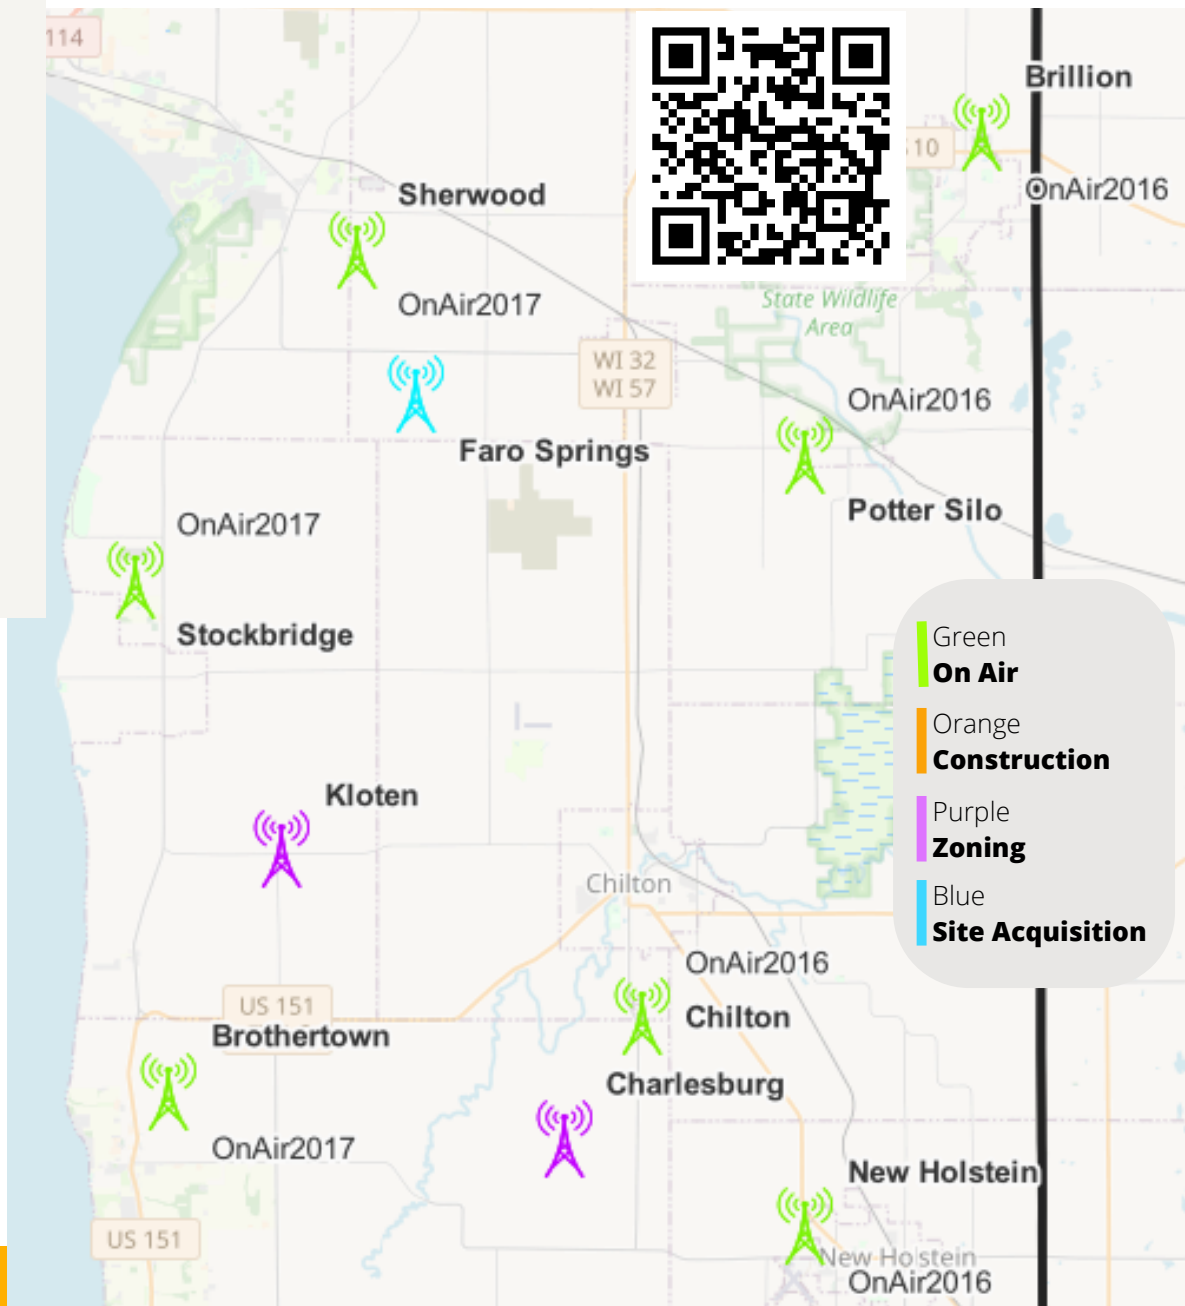 114
Brillion
10
OnAir2016
Sherwood
OnAir2017
State Wildlife
Area
WI 32
WI 57
OnAir2016
Faro Springs
Potter Silo
OnAir2017
Stockbridge
Green
On Air
Orange
Construction
Purple
Zoning
Blue
Site Acquisition
Kloten
Chilton
OnAir2016
Chilton
US 151
Brothertown
Charlesburg
OnAir2017
New Holstein
US 151
New Holstein
OnAir2016